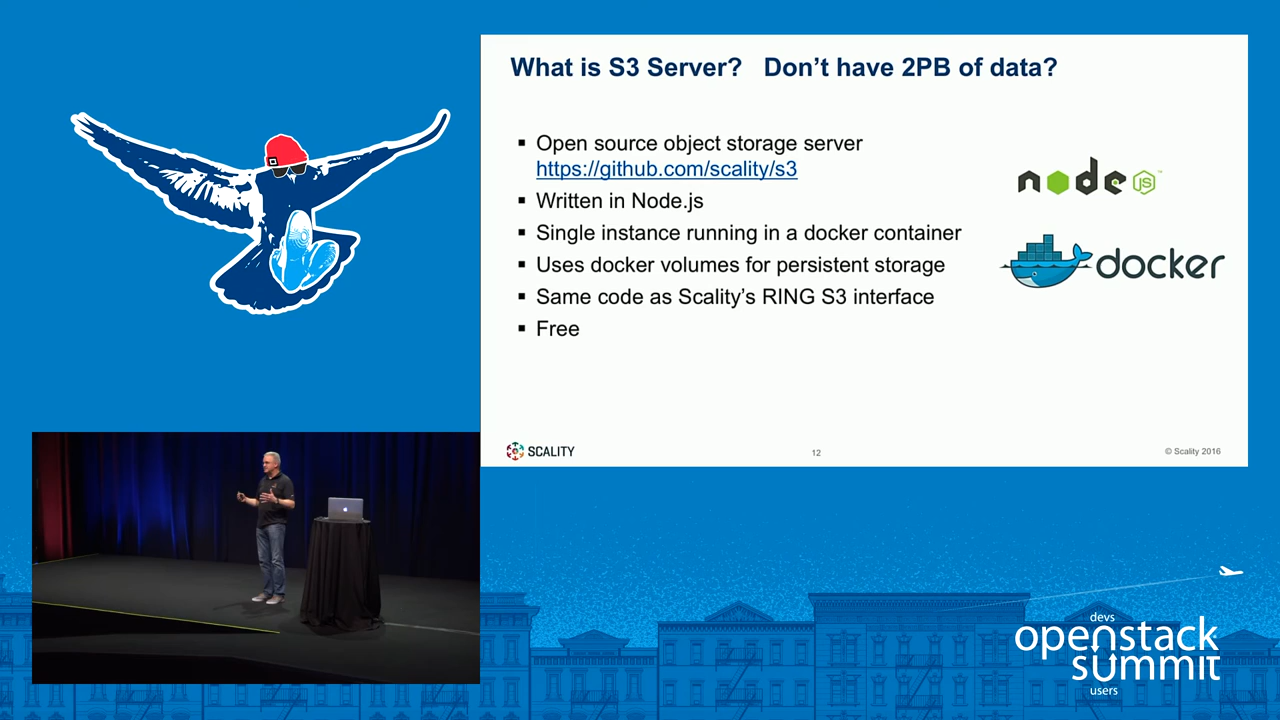 What is S3 Server? Don’t have 2PB of data?
▪ Open source object storage server
https://github.com/scality/s3
▪ Written in Node.js
▪ Single instance running in a docker container
▪ Uses docker volumes for persistent storage
▪ Same code as Scality’s RING S3 interface
▪ Free
node JS ™
docker
SCALITY
12
© Scality 2016
devs
openstack
summit
users